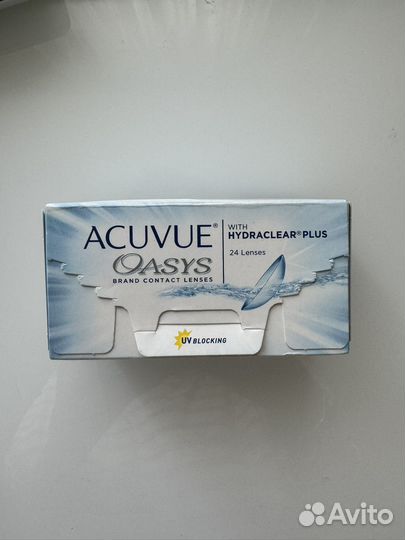 ACUVUE®
OASYS
BRAND CONTACT LENSES
WITH
HYDRACLEAR® PLUS
24 Lenses
UV BLOCKING
Avito